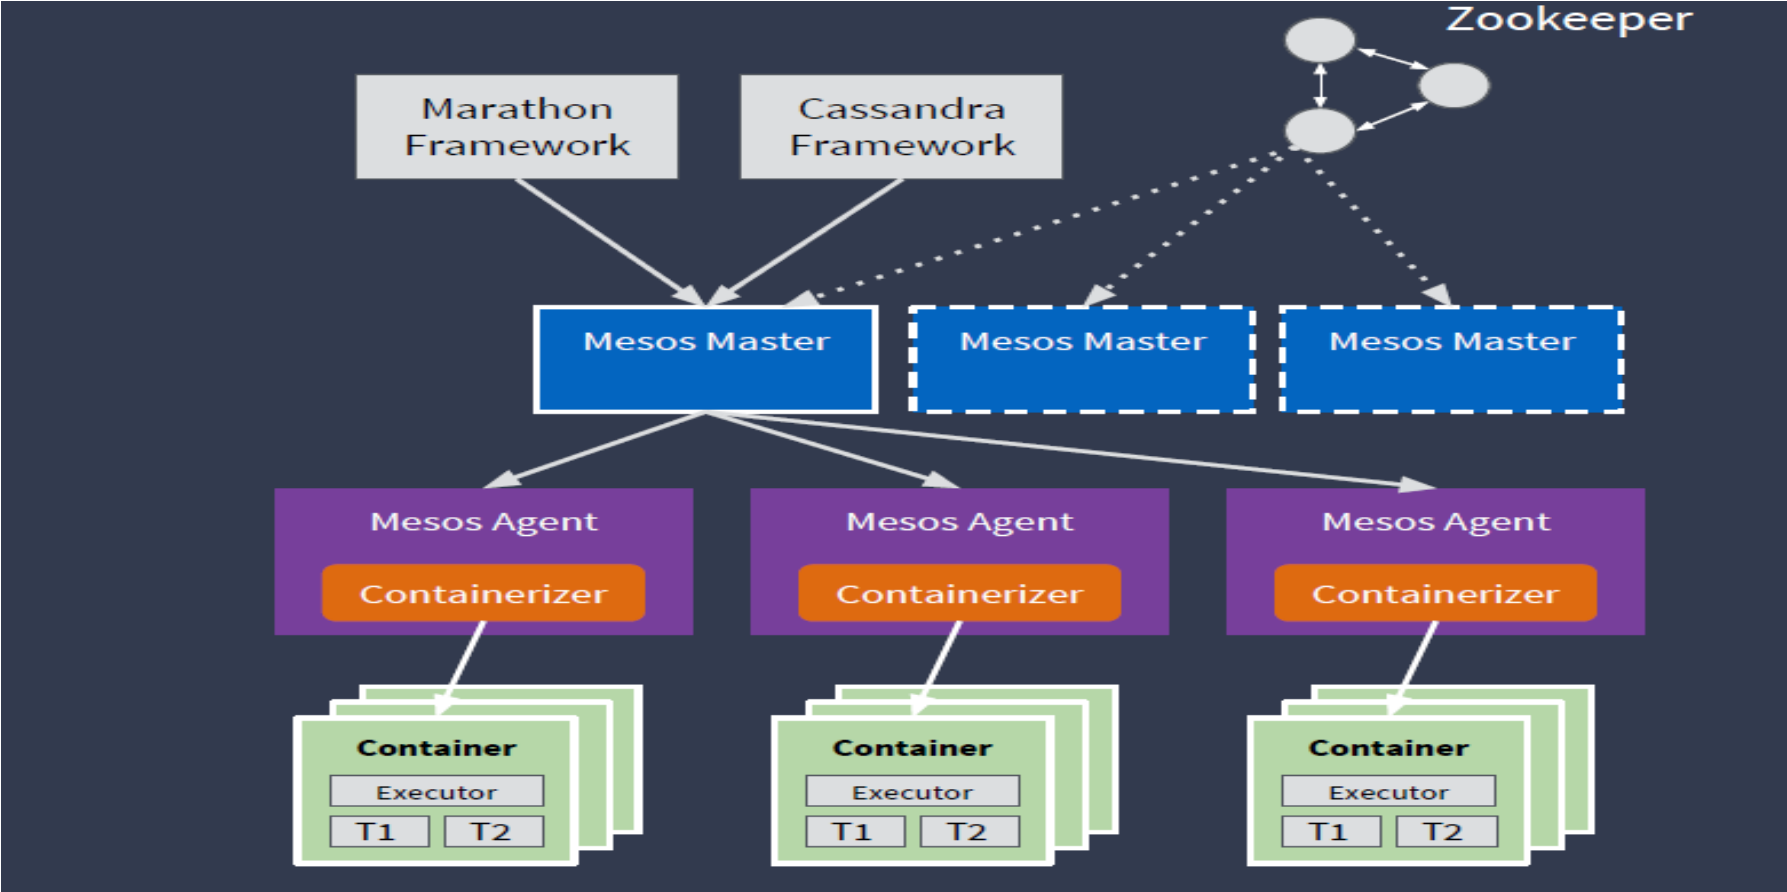 Zookeeper
Marathon
Framework
Cassandra
Framework
Mesos Master
Mesos Master
Mesos Master
Mesos Agent
Mesos Agent
Mesos Agent
Containerizer
Containerizer
Containerizer
Container
Executor
T1 T2
Container
Executor
T1 T2
Container
Executor
T1 T2